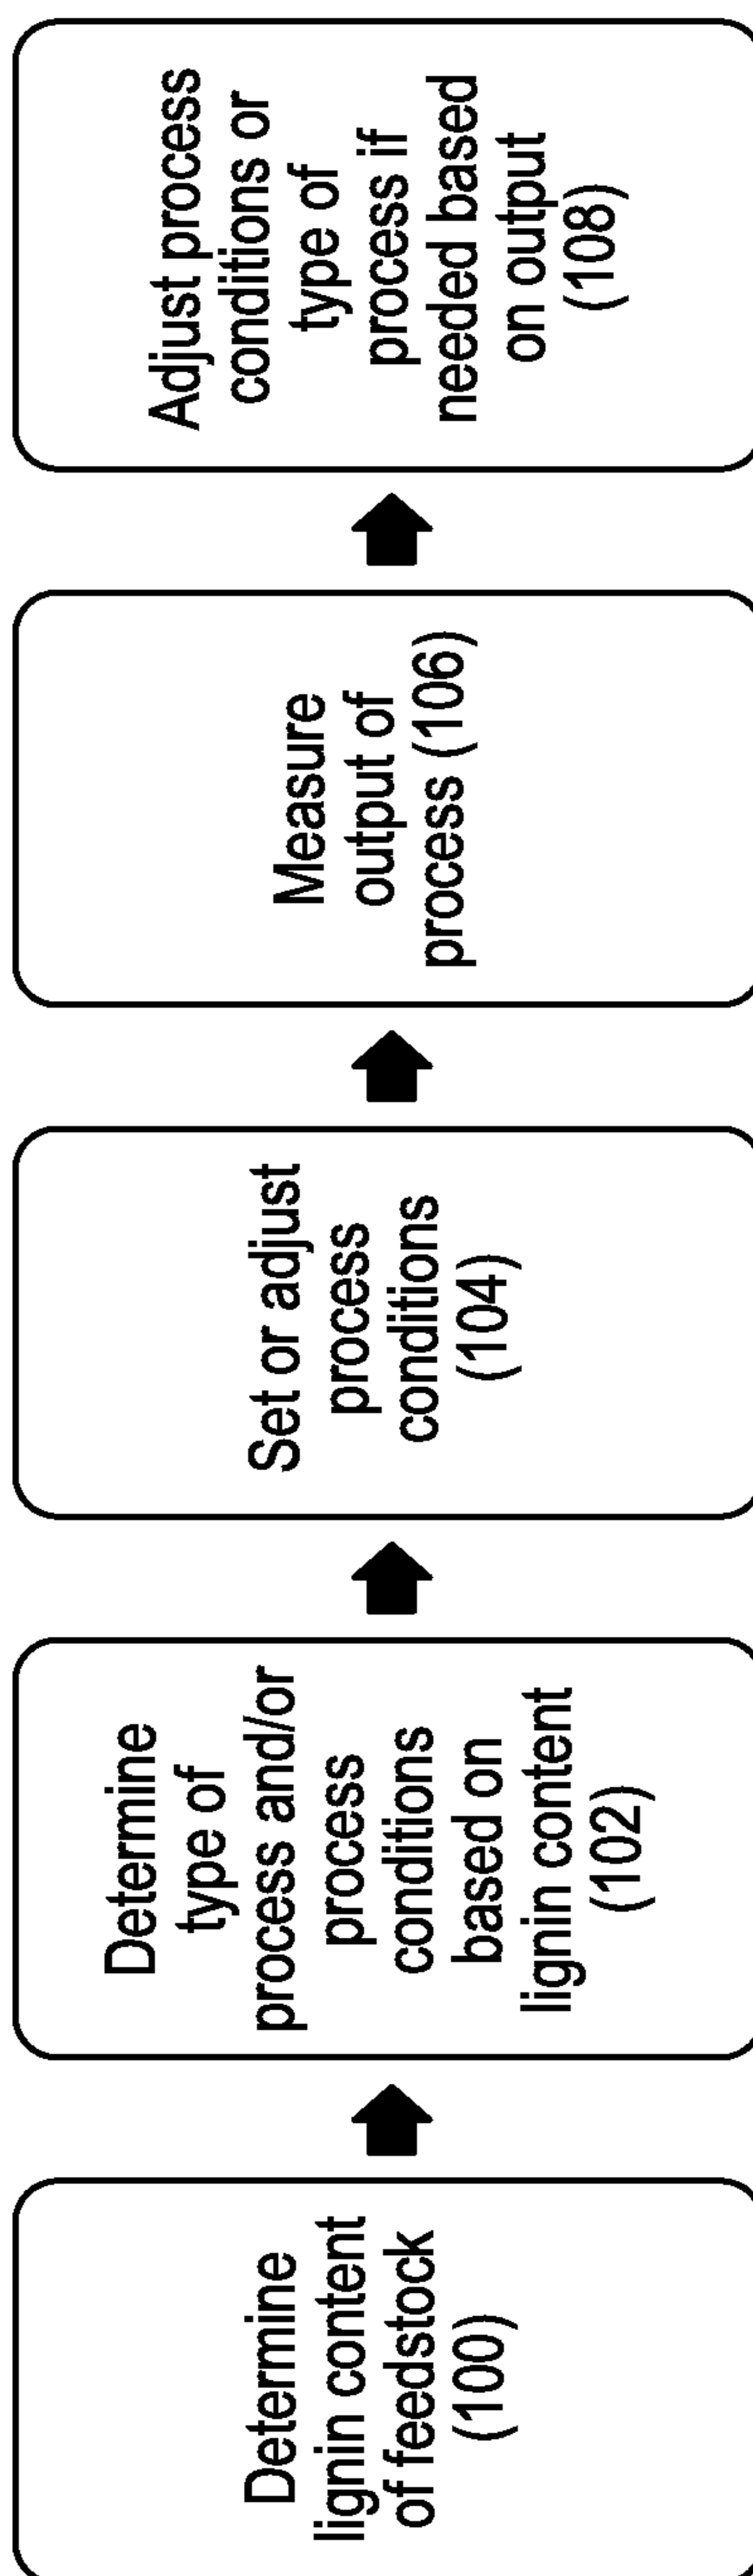 Determine
lignin content
of feedstock
(100)
Determine
type of
process and/or
process
conditions
based on
lignin content
(102)
Set or adjust
process
conditions
(104)
Measure
output of
process (106)
Adjust process
conditions or
type of
process if
needed based
on output
(108)